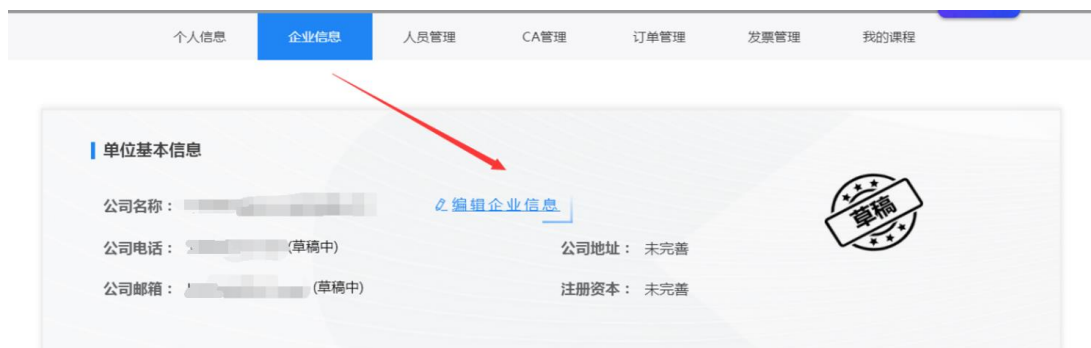 个人信息 企业信息 人员管理 CA管理 订单管理 发票管理 我的课程
单位基本信息
公司名称： 编辑企业信息
草稿
公司电话： (草稿中) 公司地址： 未完善
公司邮箱： (草稿中) 注册资本： 未完善